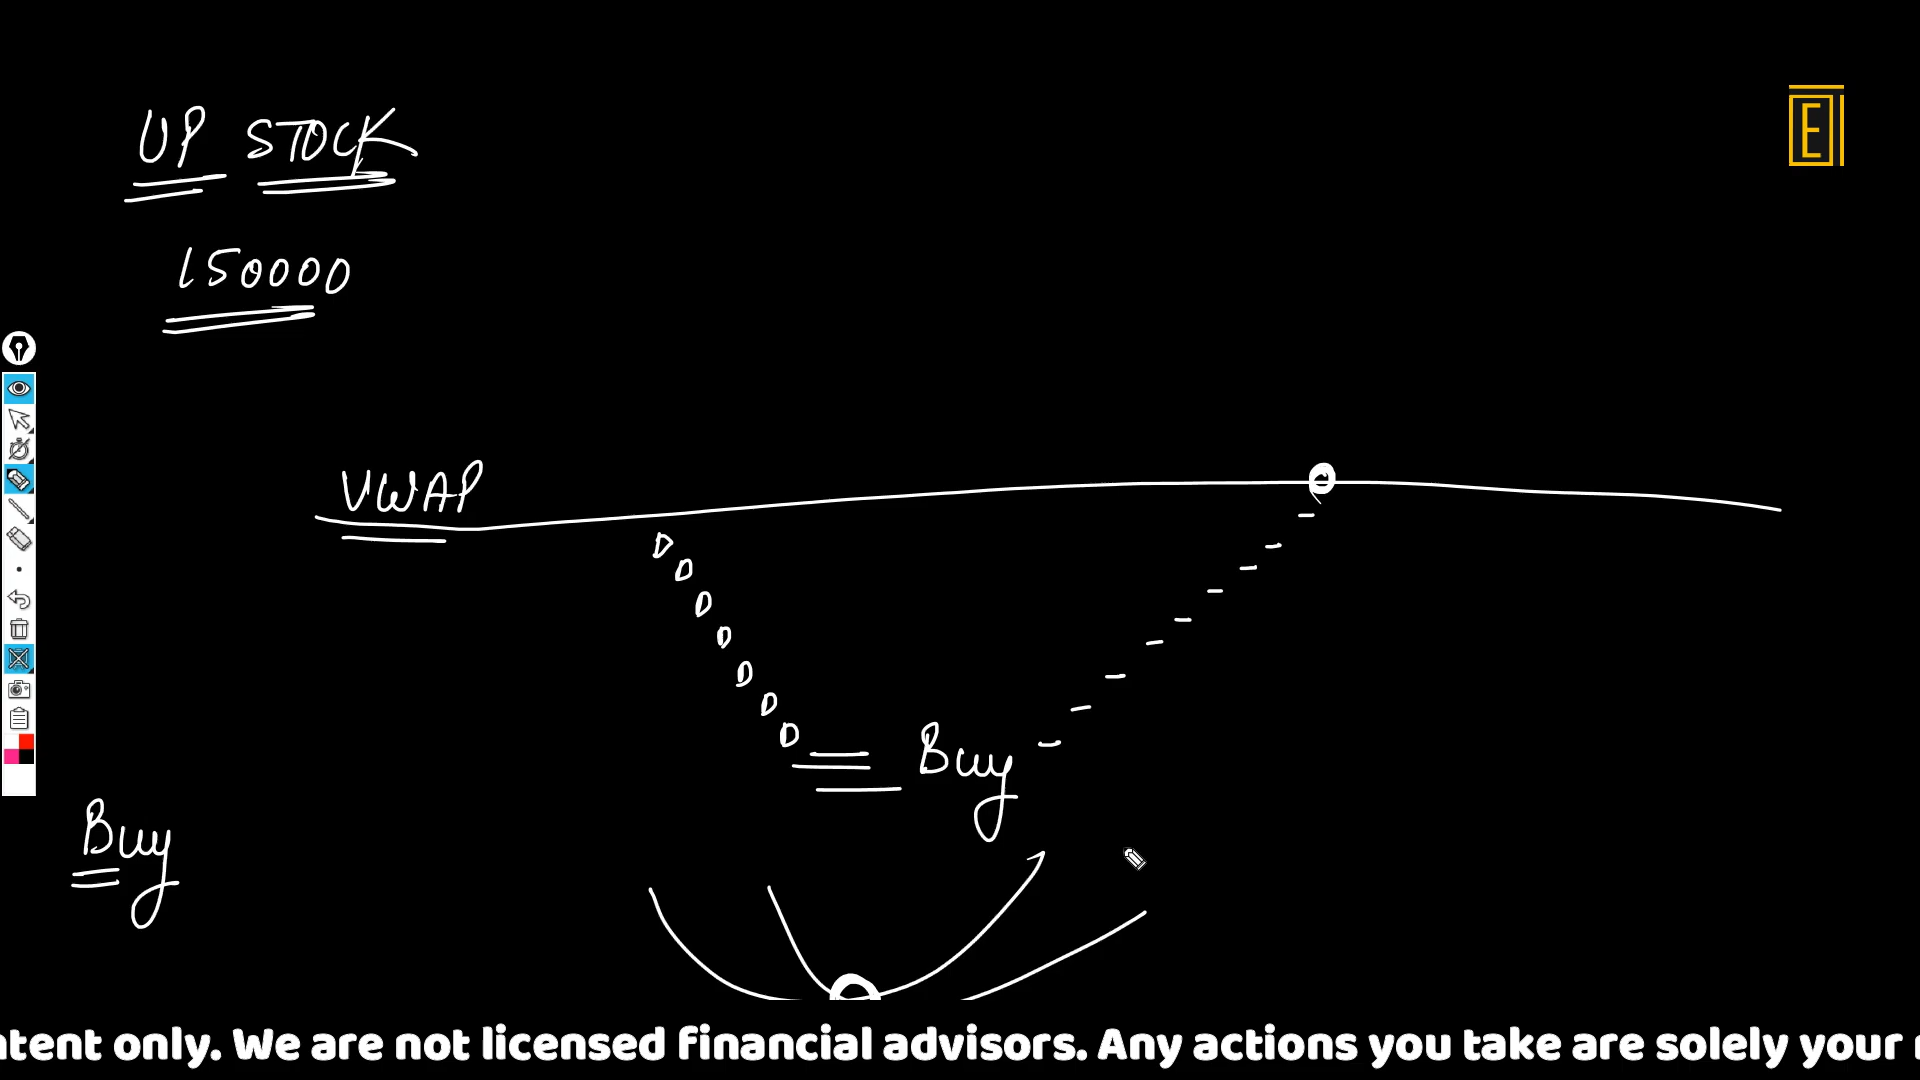 UP STOCK
150000
VWAP
Buy
Buy
ntent only. We are not licensed financial advisors. Any actions you take are solely your